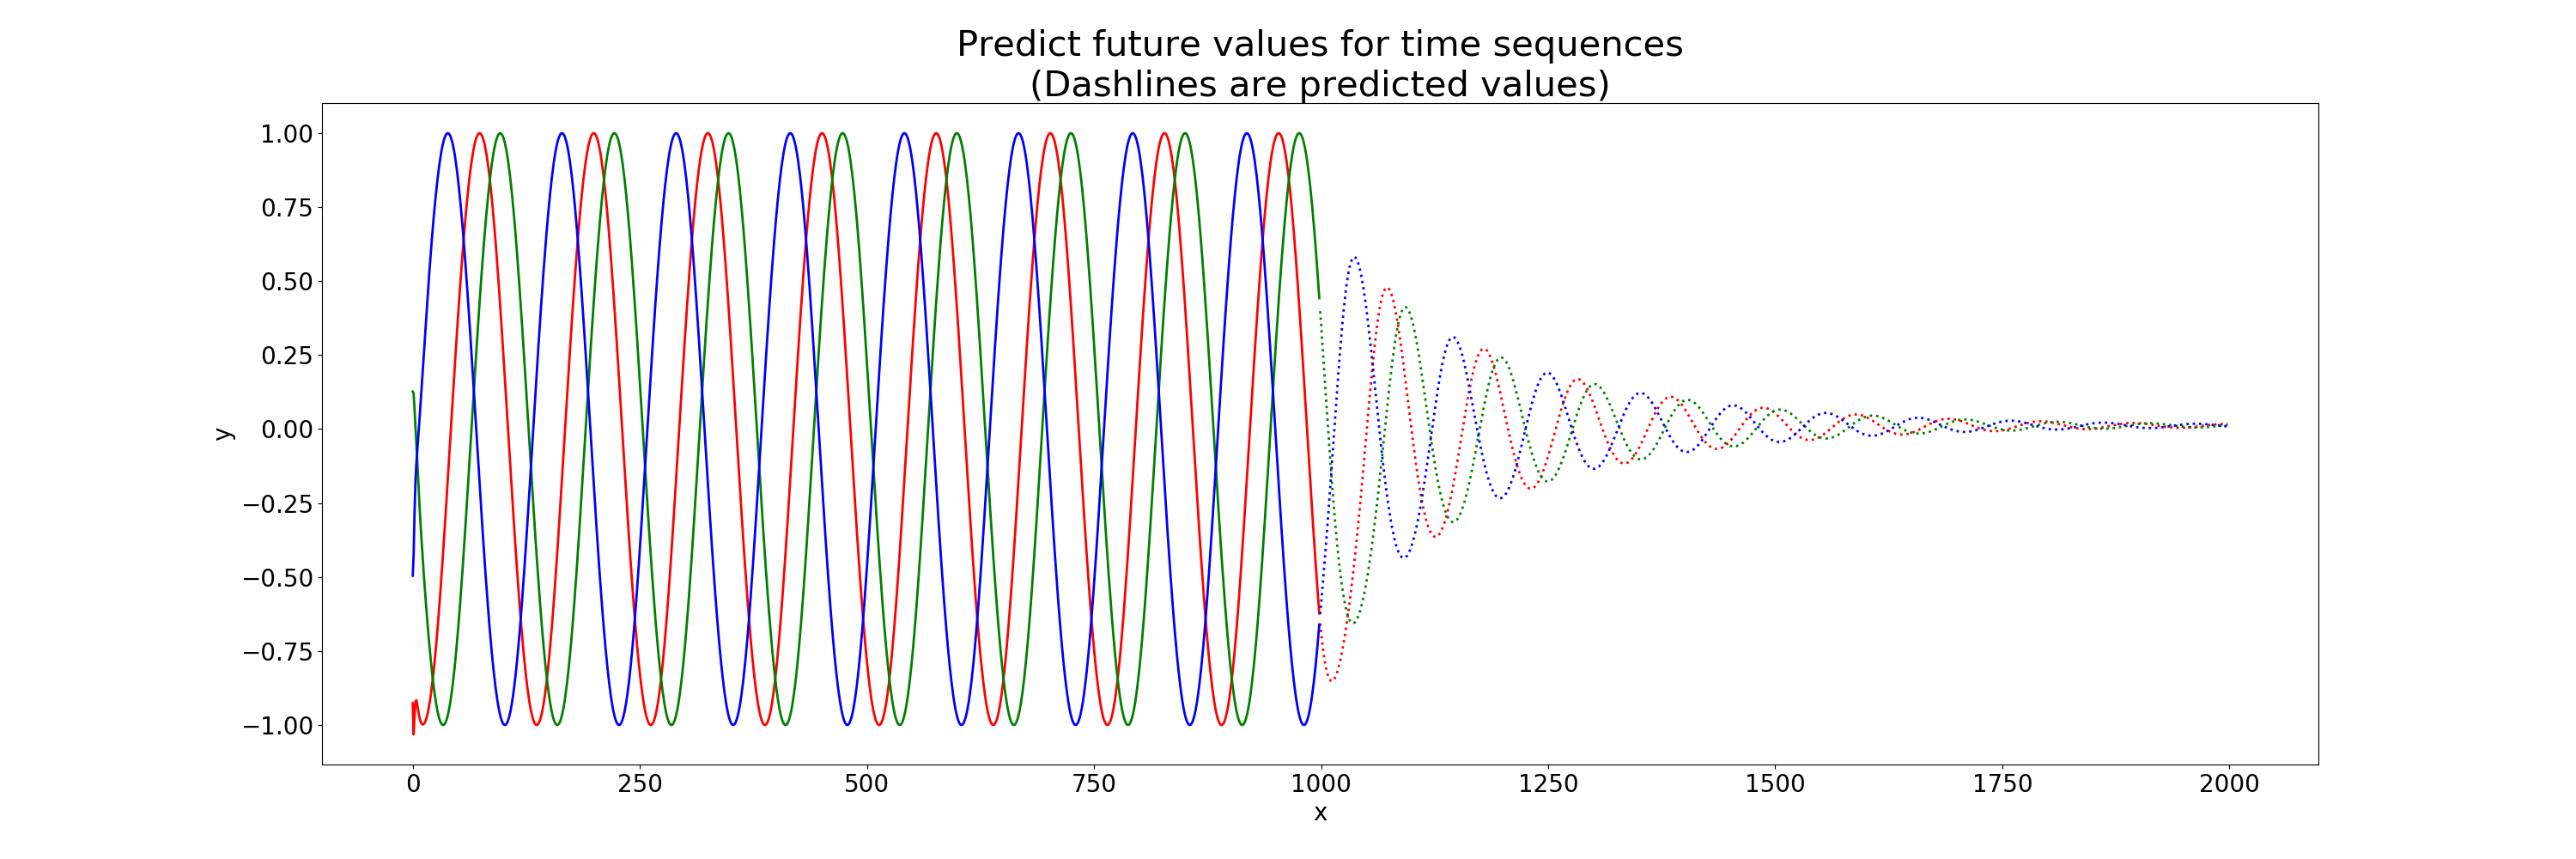 Predict future values for time sequences
(Dashlines are predicted values)
1.00
0.75
0.50
0.25
0.00
−0.25
−0.50
−0.75
−1.00
y
0 250 500 750 1000 1250 1500 1750 2000
x